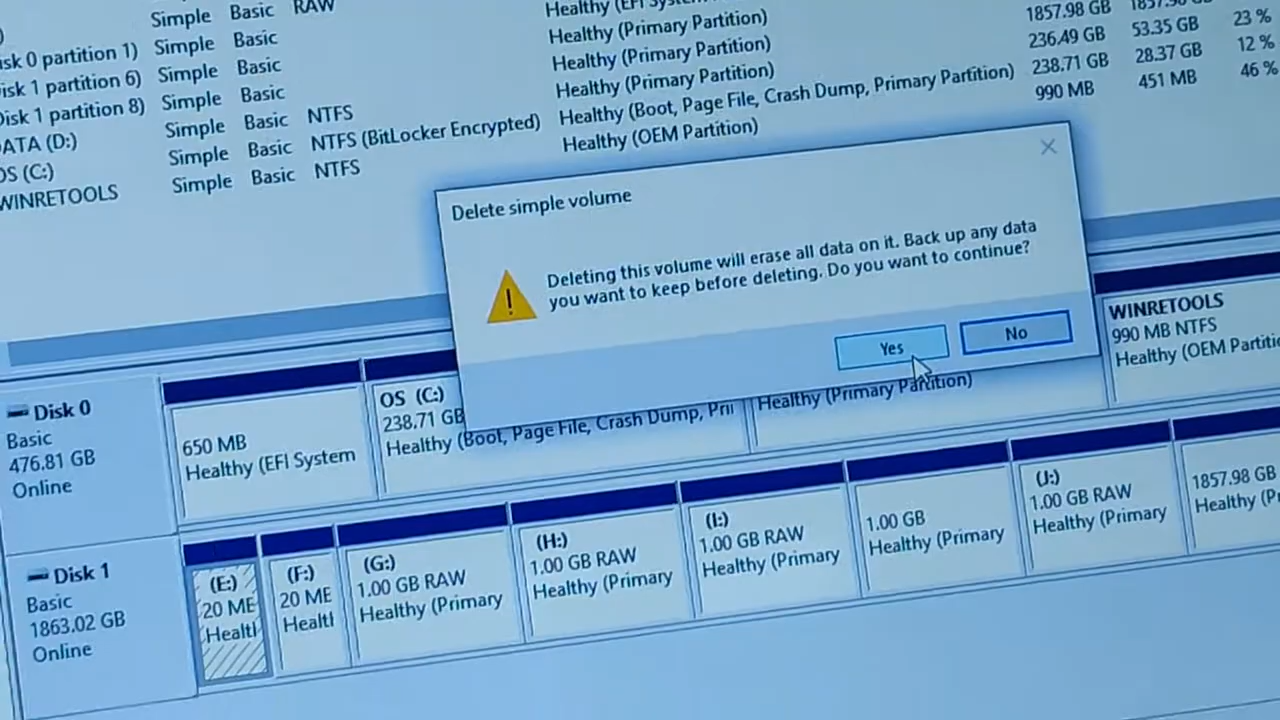 Simple Basic RAW Healthy (EFI System 1857.98 GB 1857.98 GB
sk 0 partition 1) Simple Basic Healthy (Primary Partition) 236.49 GB 53.35 GB 23 %
isk 1 partition 6) Simple Basic Healthy (Primary Partition) 238.71 GB 28.37 GB 12 %
Disk 1 partition 8) Simple Basic Healthy (Primary Partition) 990 MB 451 MB 46 %
ATA (D:) Simple Basic NTFS Healthy (Boot, Page File, Crash Dump, Primary Partition)
OS (C:) Simple Basic NTFS (BitLocker Encrypted) Healthy (OEM Partition)
WINRETOOLS Simple Basic NTFS
Delete simple volume
Deleting this volume will erase all data on it. Back up any data
you want to keep before deleting. Do you want to continue?
Yes No
Disk 0
Basic
476.81 GB
Online
650 MB
Healthy (EFI System
OS (C:)
238.71 GB
Healthy (Boot, Page File, Crash Dump, Pri
Healthy (Primary Partition)
WINRETOOLS
990 MB NTFS
Healthy (OEM Partitic
Disk 1
Basic
1863.02 GB
Online
(E:)
20 ME
Healtl
(F:)
20 ME
Healtl
(G:)
1.00 GB RAW
Healthy (Primary
(H:)
1.00 GB RAW
Healthy (Primary
(I:)
1.00 GB RAW
Healthy (Primary
1.00 GB
Healthy (Primary
(J:)
1.00 GB RAW
Healthy (Primary
1857.98 GB
Healthy (P